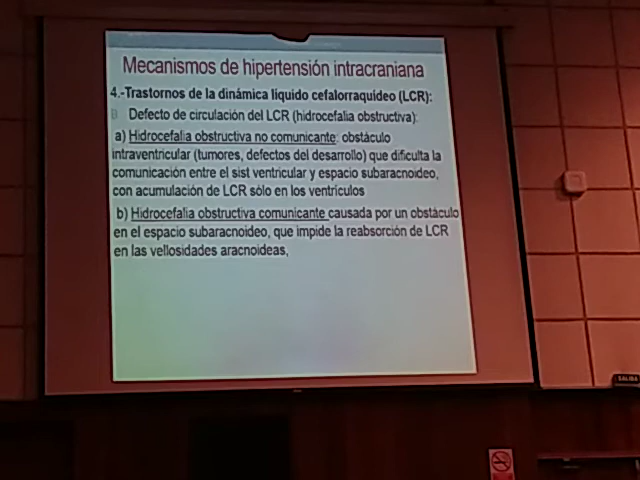 Mecanismos de hipertensión intracraniana
4.-Trastornos de la dinámica liquido cefalorraquídeo (LCR):
Defecto de circulación del LCR (hidrocefalia obstructiva):
a) Hidrocefalia obstructiva no comunicante: obstáculo
intraventricular (tumores, defectos del desarrollo) que dificulta la
comunicación entre el sist ventricular y espacio subaracnoideo,
con acumulación de LCR sólo en los ventrículos
b) Hidrocefalia obstructiva comunicante causada por un obstáculo
en el espacio subaracnoideo, que impide la reabsorción de LCR
en las vellosidades aracnoideas,
SALIDA